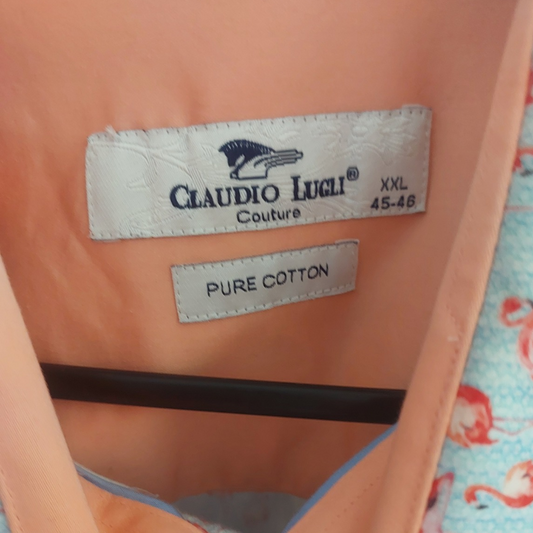 CLAUDIO LUGLI®
Couture
XXL
45-46
PURE COTTON